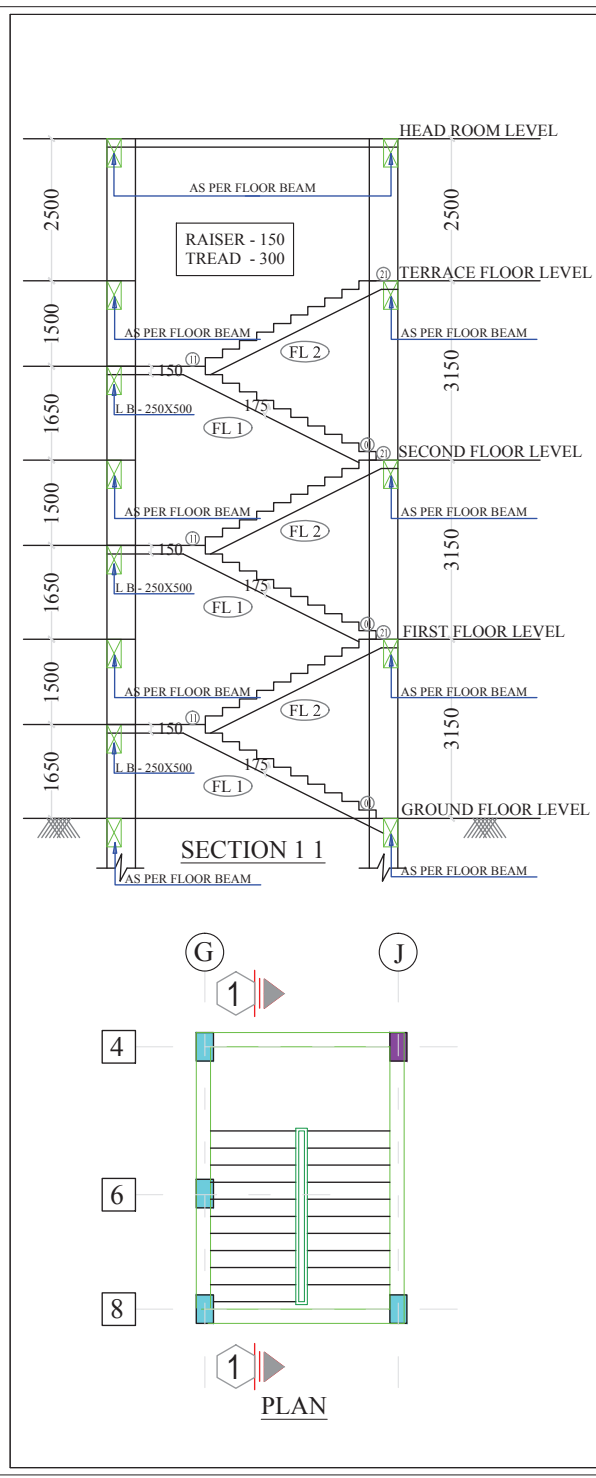 HEAD ROOM LEVEL
AS PER FLOOR BEAM
2500
2500
RAISER - 150
TREAD - 300
21
TERRACE FLOOR LEVEL
1500
AS PER FLOOR BEAM
AS PER FLOOR BEAM
FL 2
11
150
3150
L B - 250X500
1650
175
FL 1
21
SECOND FLOOR LEVEL
1500
AS PER FLOOR BEAM
AS PER FLOOR BEAM
FL 2
11
150
3150
L B - 250X500
1650
175
FL 1
21
FIRST FLOOR LEVEL
1500
AS PER FLOOR BEAM
AS PER FLOOR BEAM
FL 2
11
150
3150
L B - 250X500
1650
175
FL 1
GROUND FLOOR LEVEL
SECTION 1 1
AS PER FLOOR BEAM
AS PER FLOOR BEAM
G
J
1
4
6
8
1
PLAN